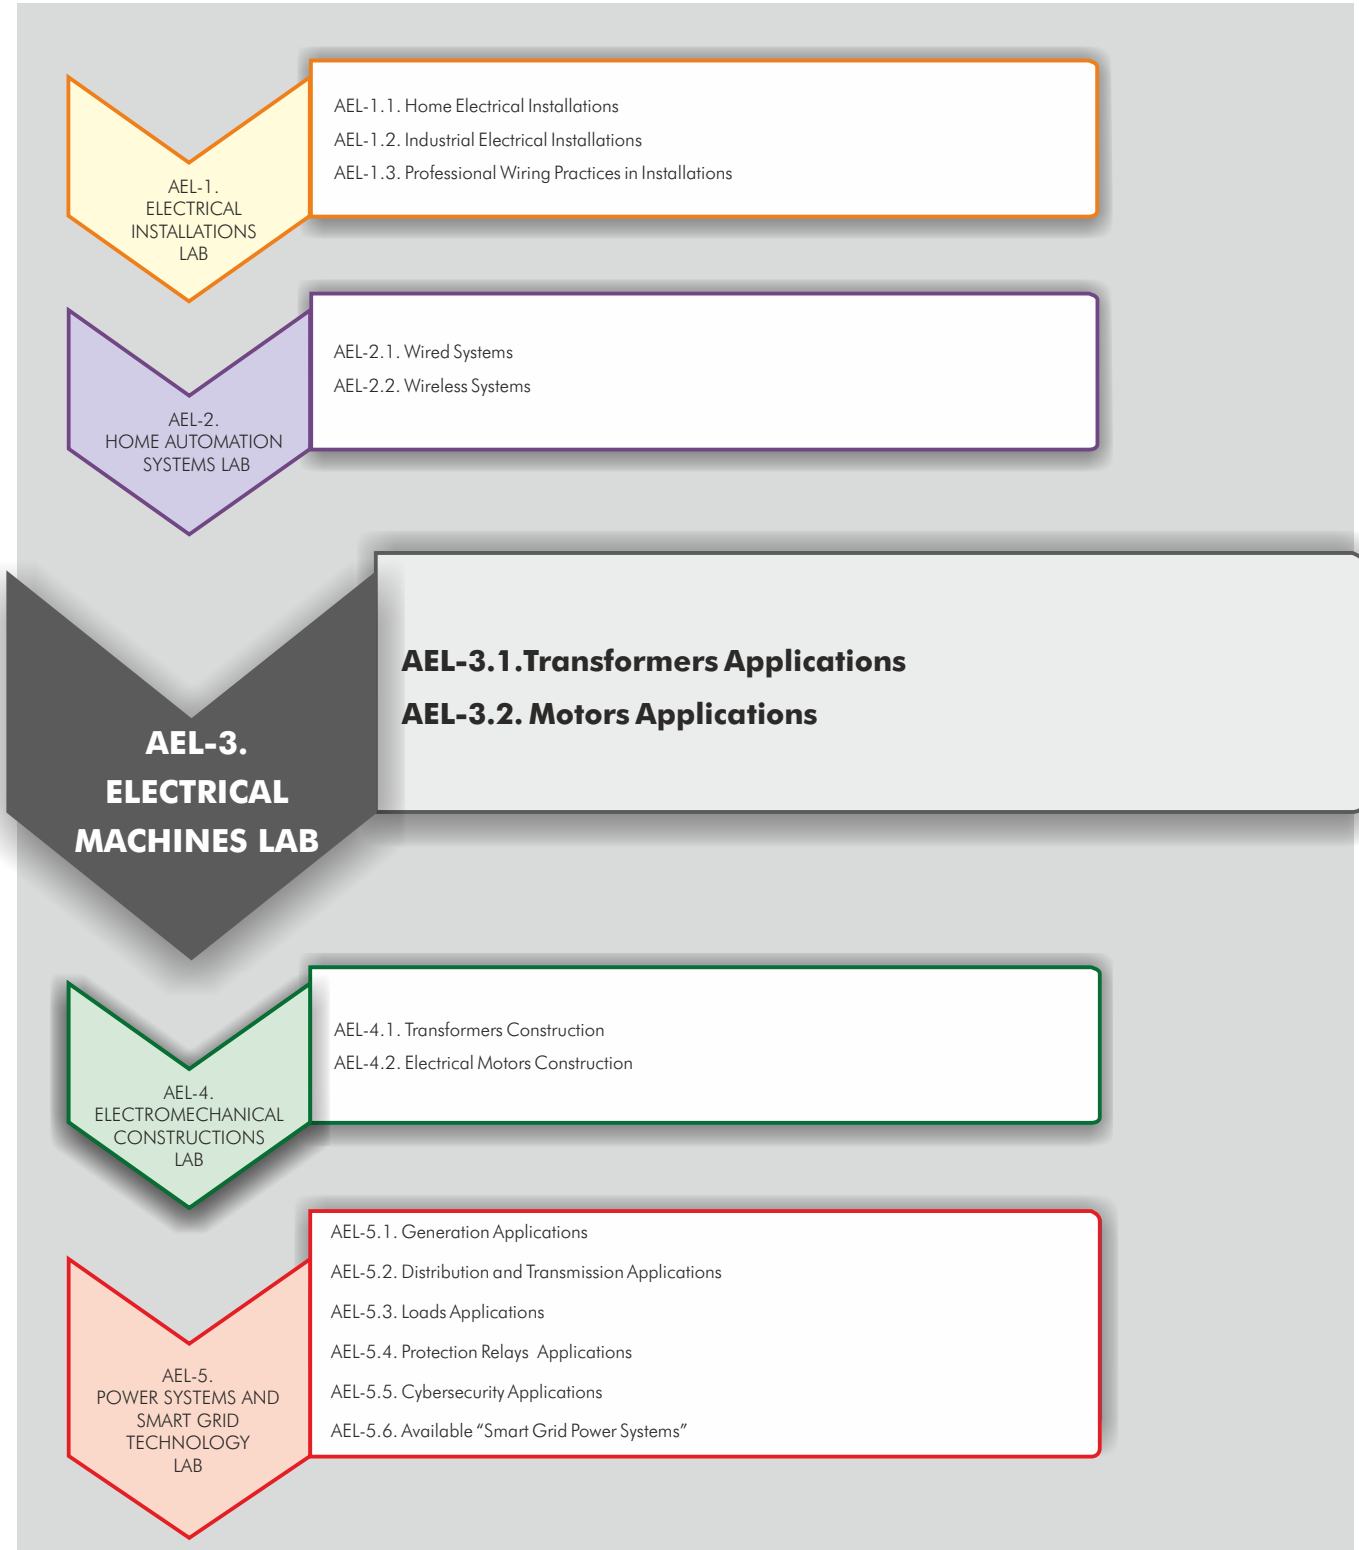 AEL-1.
ELECTRICAL
INSTALLATIONS
LAB
AEL-1.1. Home Electrical Installations
AEL-1.2. Industrial Electrical Installations
AEL-1.3. Professional Wiring Practices in Installations
AEL-2.
HOME AUTOMATION
SYSTEMS LAB
AEL-2.1. Wired Systems
AEL-2.2. Wireless Systems
AEL-3.
ELECTRICAL
MACHINES LAB
AEL-3.1.Transformers Applications
AEL-3.2. Motors Applications
AEL-4.
ELECTROMECHANICAL
CONSTRUCTIONS
LAB
AEL-4.1. Transformers Construction
AEL-4.2. Electrical Motors Construction
AEL-5.
POWER SYSTEMS AND
SMART GRID
TECHNOLOGY
LAB
AEL-5.1. Generation Applications
AEL-5.2. Distribution and Transmission Applications
AEL-5.3. Loads Applications
AEL-5.4. Protection Relays  Applications
AEL-5.5. Cybersecurity Applications
AEL-5.6. Available “Smart Grid Power Systems”